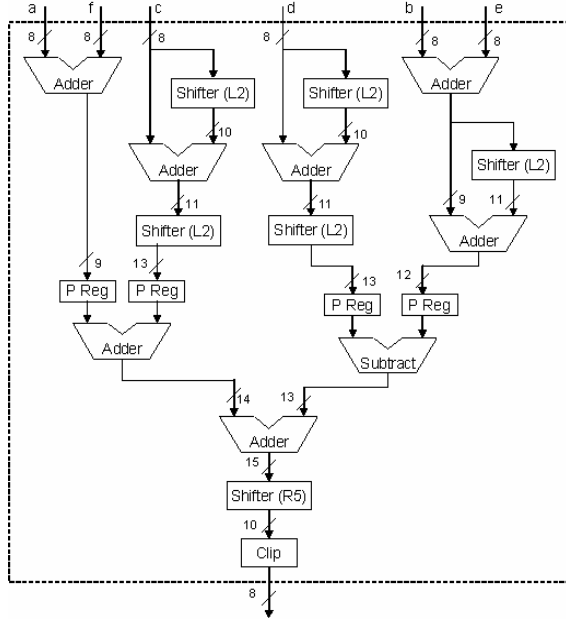 a f c d b e
8 8 8 8 8 8
Adder Adder
Shifter (L2) Shifter (L2)
10 10
Adder Adder
Shifter (L2)
11 11 9 11
Shifter (L2) Shifter (L2)
Adder
9 13 13 12
P Reg P Reg P Reg P Reg
Adder Subtract
14 13
Adder
15
Shifter (R5)
10
Clip
8